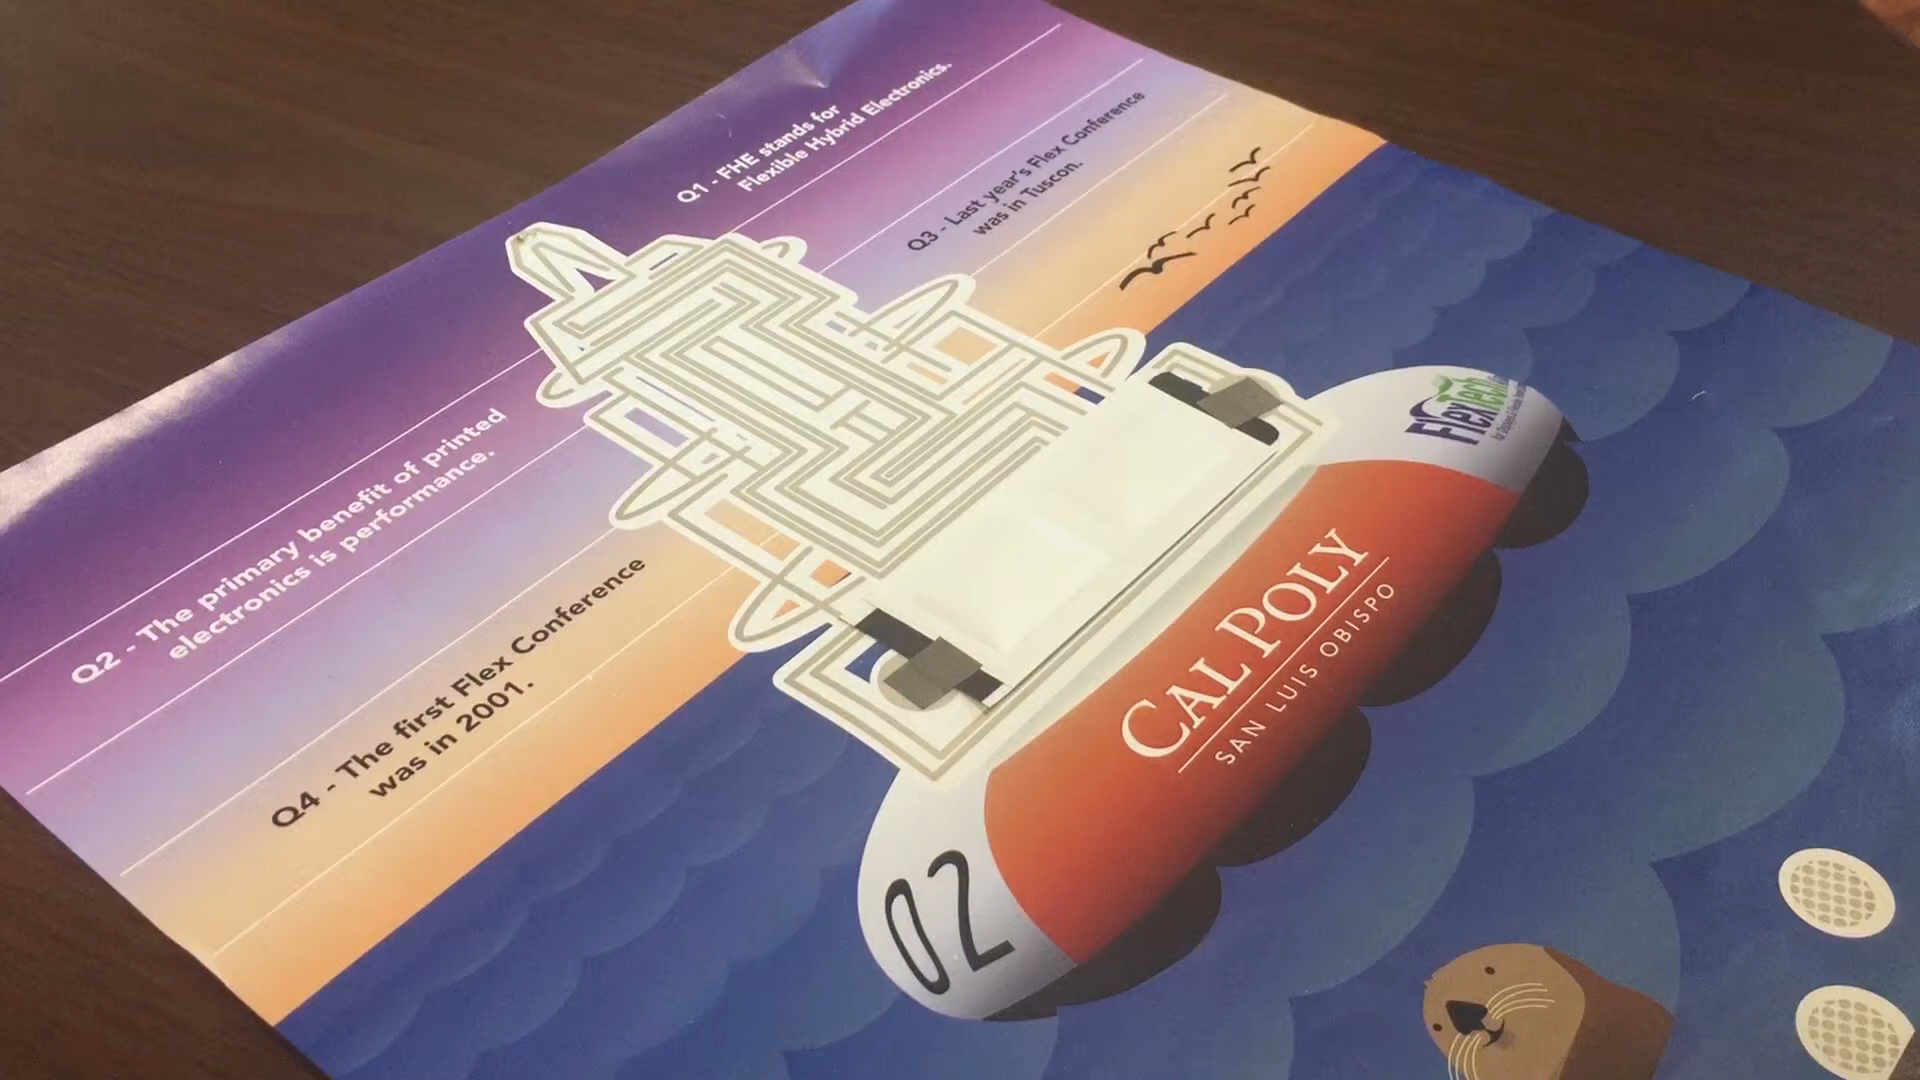 Q1 - FHE stands for
Flexible Hybrid Electronics.
Q3 - Last year's Flex Conference
was in Tuscon.
Q2 - The primary benefit of printed
electronics is performance.
Q4 - The first Flex Conference
was in 2001.
FlexTech
CAL POLY
SAN LUIS OBISPO
02